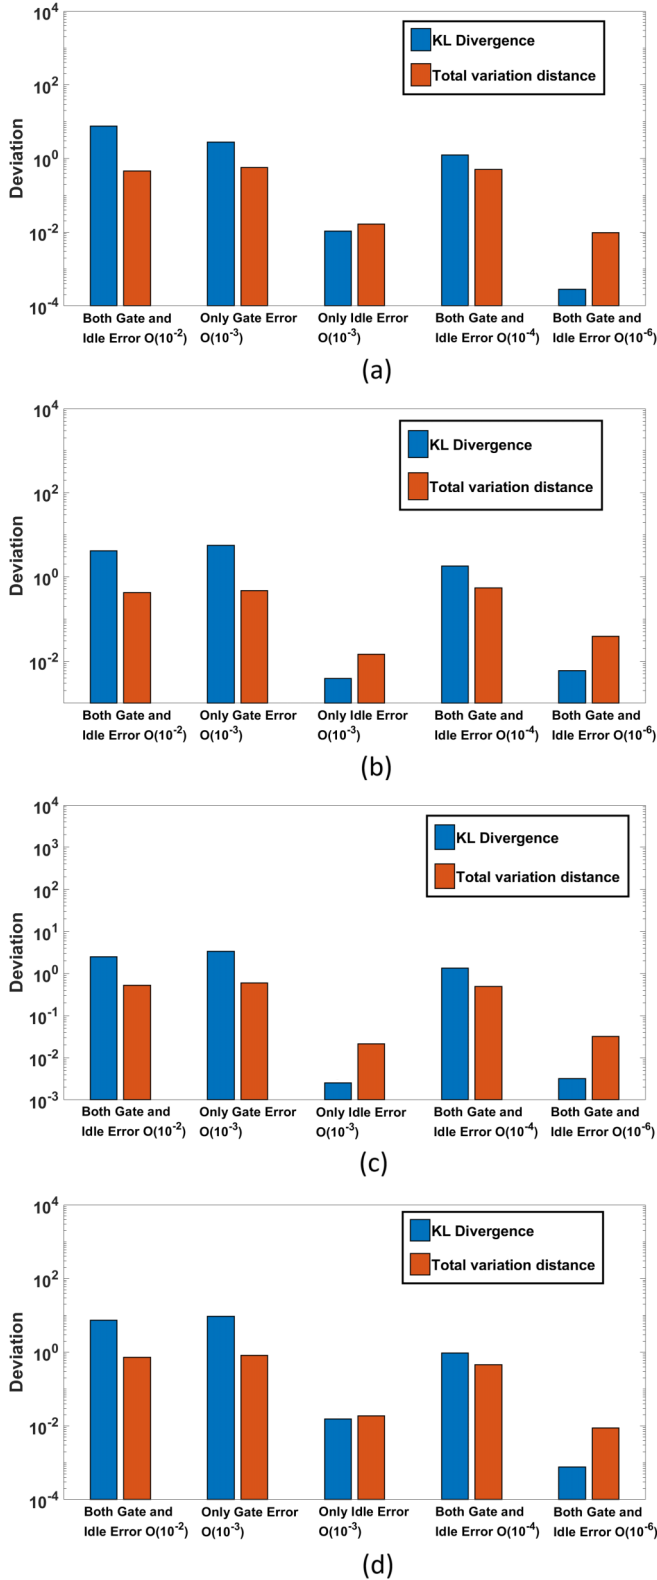 10^4
KL Divergence
Total variation distance
10^2
10^0
10^-2
10^-4
Deviation
Both Gate and Idle Error O(10^-2)
Only Gate Error O(10^-3)
Only Idle Error O(10^-3)
Both Gate and Idle Error O(10^-4)
Both Gate and Idle Error O(10^-6)
(a)
10^4
KL Divergence
Total variation distance
10^2
10^0
10^-2
Deviation
Both Gate and Idle Error O(10^-2)
Only Gate Error O(10^-3)
Only Idle Error O(10^-3)
Both Gate and Idle Error O(10^-4)
Both Gate and Idle Error O(10^-6)
(b)
10^4
KL Divergence
Total variation distance
10^3
10^2
10^1
10^0
10^-1
10^-2
10^-3
Deviation
Both Gate and Idle Error O(10^-2)
Only Gate Error O(10^-3)
Only Idle Error O(10^-3)
Both Gate and Idle Error O(10^-4)
Both Gate and Idle Error O(10^-6)
(c)
10^4
KL Divergence
Total variation distance
10^2
10^0
10^-2
10^-4
Deviation
Both Gate and Idle Error O(10^-2)
Only Gate Error O(10^-3)
Only Idle Error O(10^-3)
Both Gate and Idle Error O(10^-4)
Both Gate and Idle Error O(10^-6)
(d)